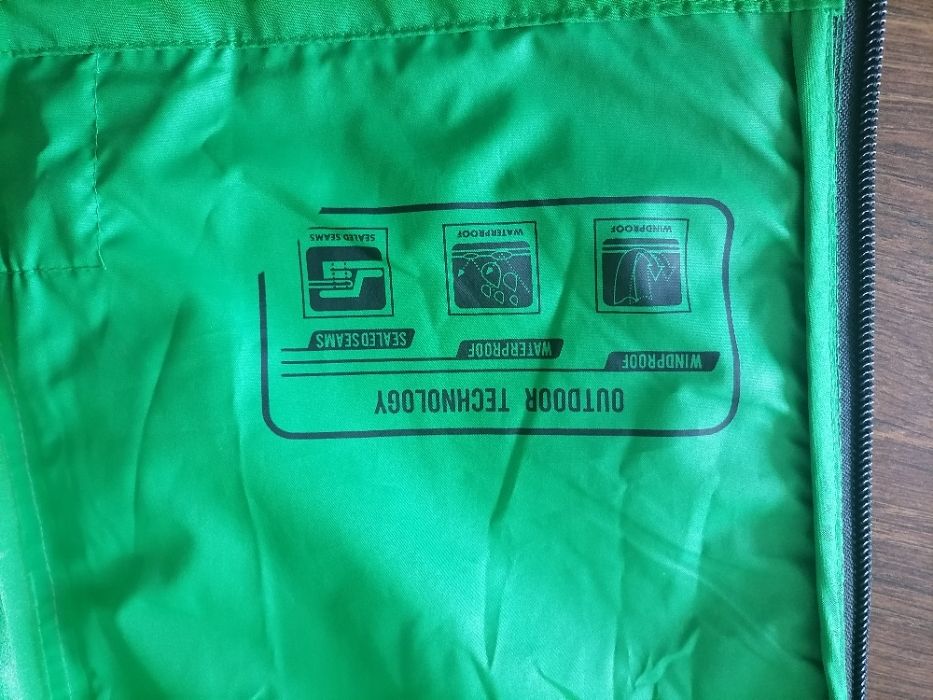 OUTDOOR TECHNOLOGY
WINDPROOF
WATERPROOF
SEALED SEAMS
WINDPROOF
WATERPROOF
SEALED SEAMS